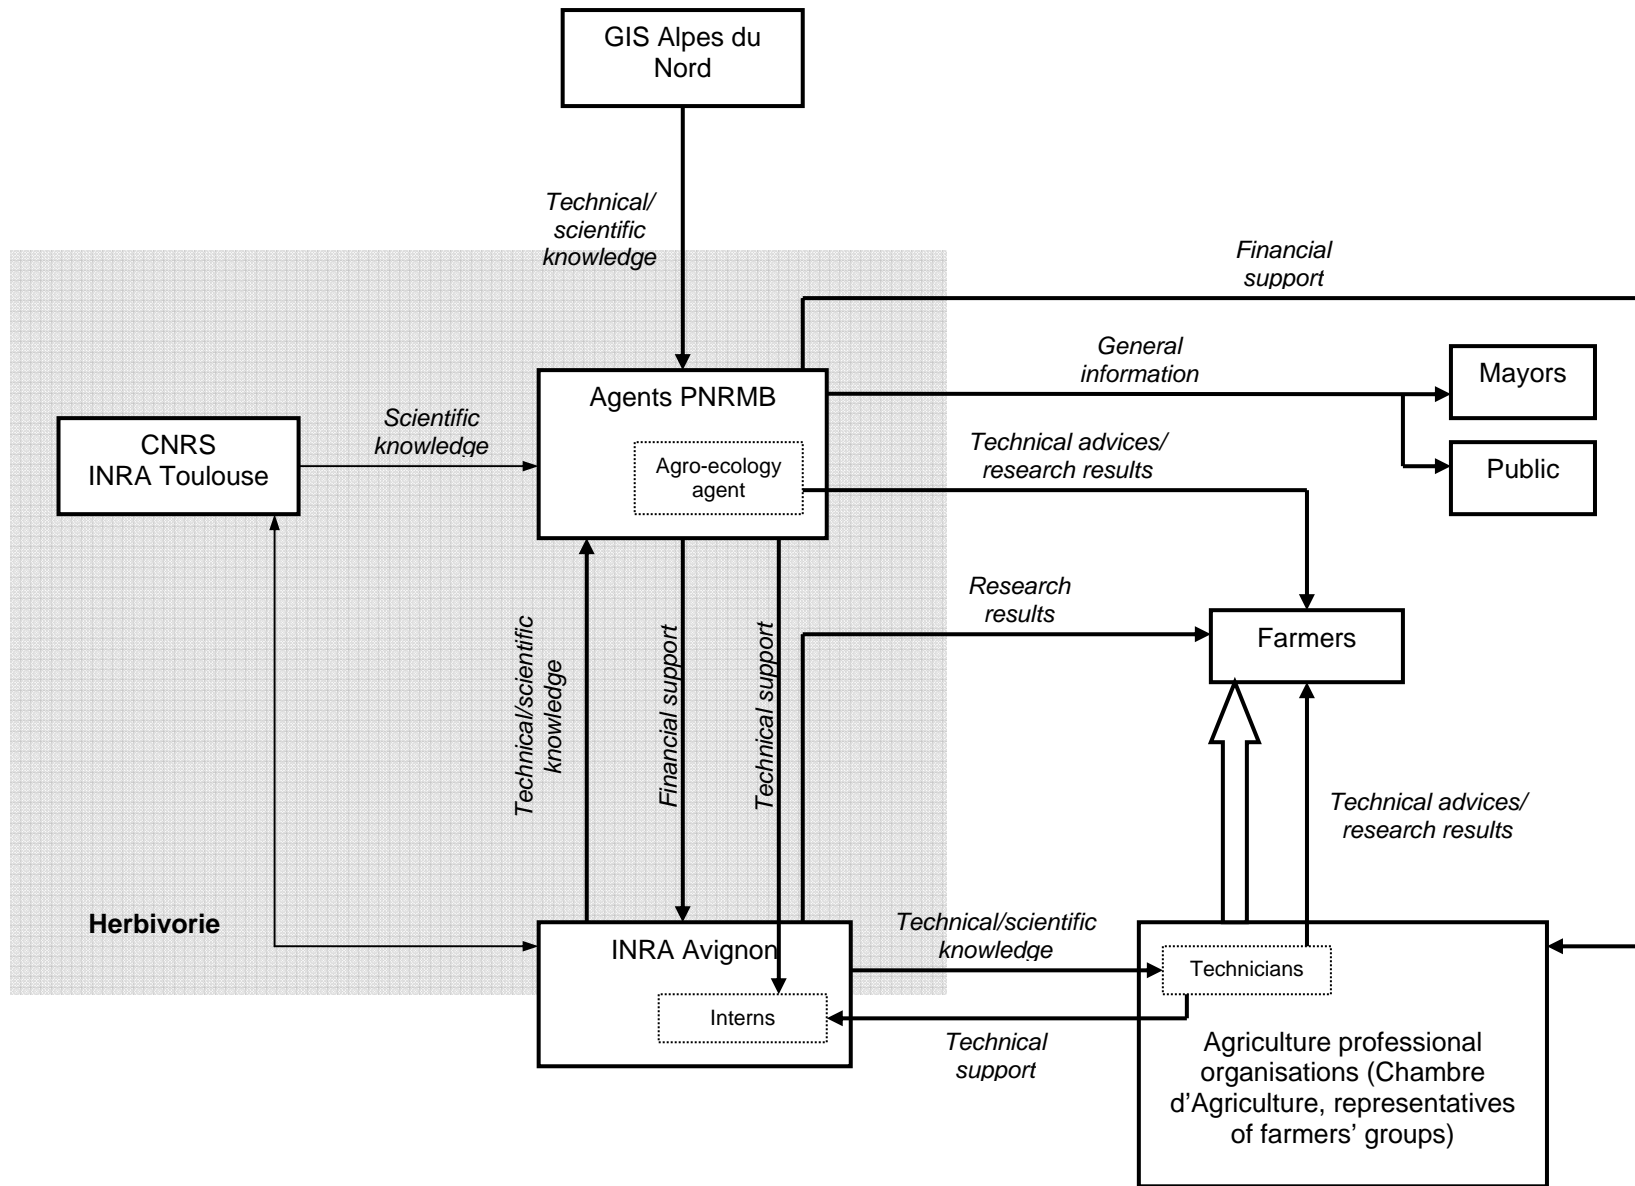 GIS Alpes du
Nord
Technical/
scientific
knowledge
Financial
support
General
information
Mayors
Agents PNRMB
Scientific
knowledge
CNRS
INRA Toulouse
Technical advices/
research results
Agro-ecology
agent
Public
Research
results
Farmers
Technical/scientific
knowledge
Financial support
Technical support
Technical advices/
research results
Herbivorie
INRA Avignon
Technical/scientific
knowledge
Technicians
Interns
Technical
support
Agriculture professional
organisations (Chambre
d’Agriculture, representatives
of farmers’ groups)